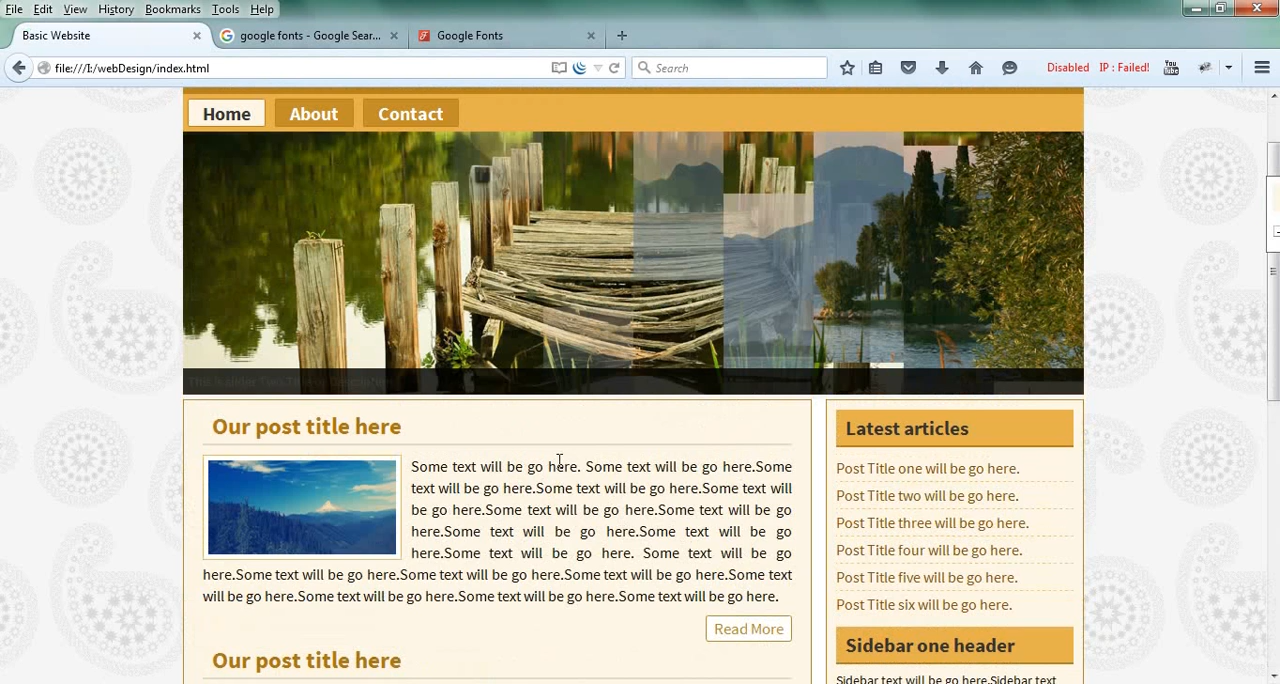 File Edit View History Bookmarks Tools Help
Basic Website
google fonts - Google Sear...
Google Fonts
file:///I:/webDesign/index.html
Search
Disabled IP : Failed!
You Tube
Home About Contact
Our post title here
Some text will be go here. Some text will be go here.Some
text will be go here.Some text will be go here.Some text will
be go here.Some text will be go here.Some text will be go
here.Some text will be go here.Some text will be go
here.Some text will be go here. Some text will be go
here.Some text will be go here.Some text will be go here.Some text will be go here.Some text
will be go here.Some text will be go here.Some text will be go here.Some text will be go here.
Read More
Our post title here
Latest articles
Post Title one will be go here.
Post Title two will be go here.
Post Title three will be go here.
Post Title four will be go here.
Post Title five will be go here.
Post Title six will be go here.
Sidebar one header
Sidebar text will be go here.Sidebar text